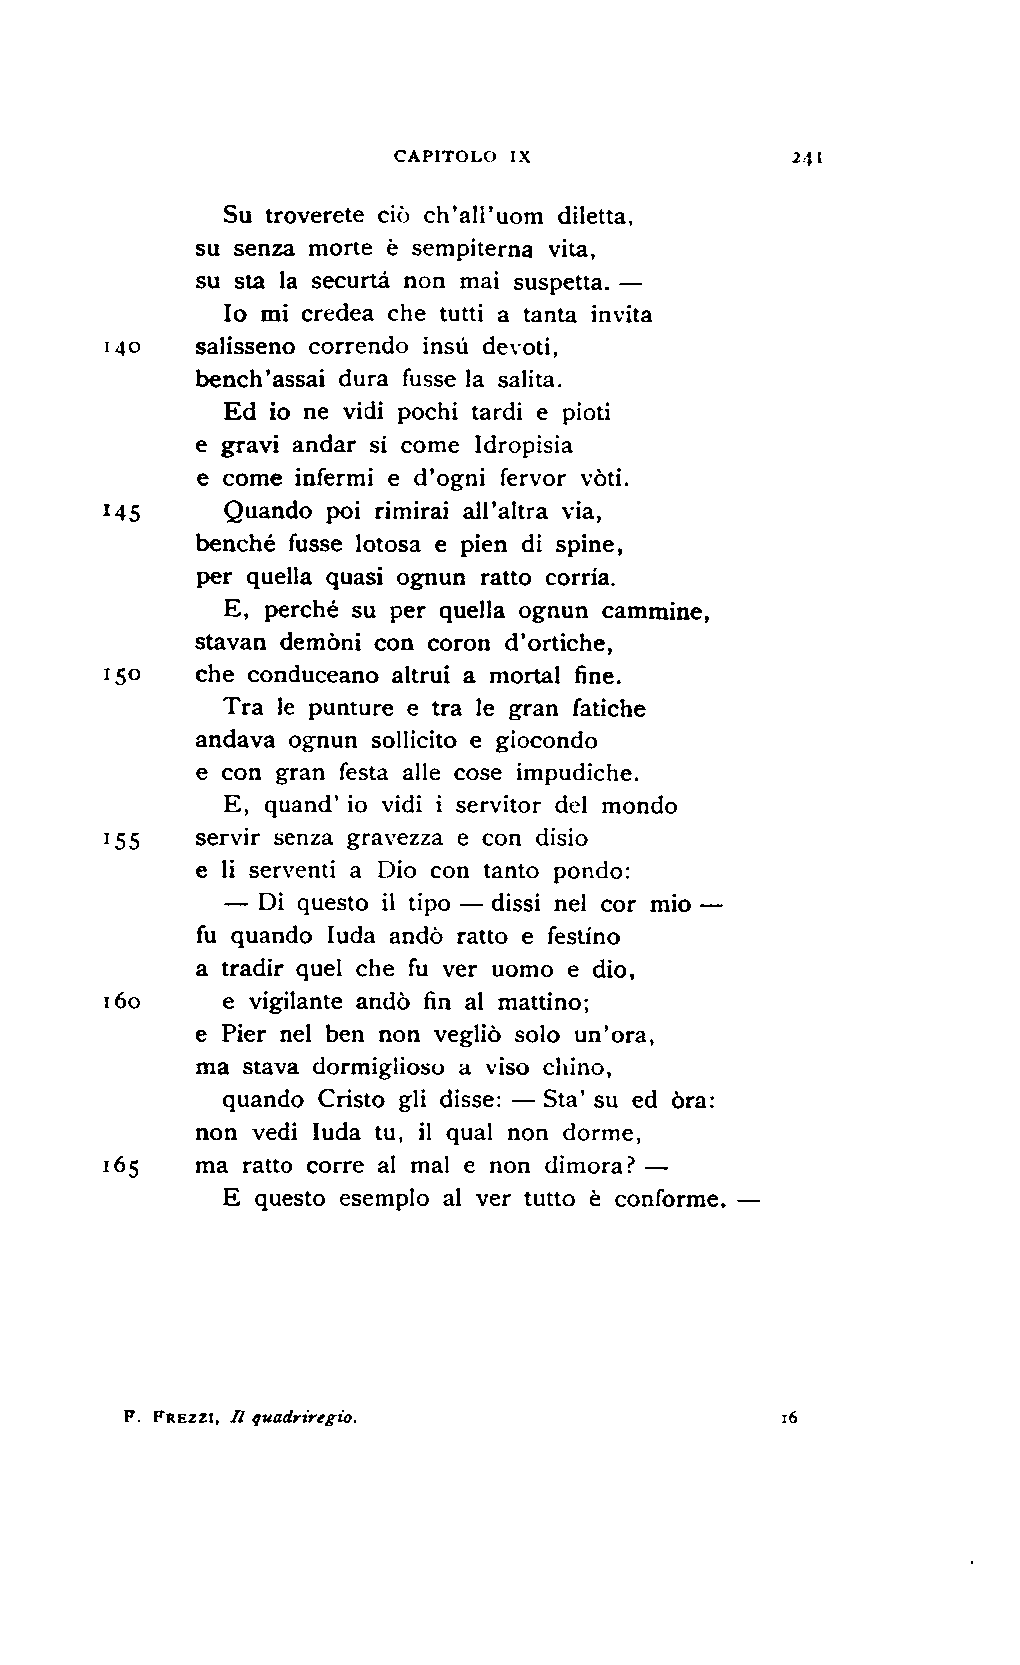 CAPITOLO IX 241
Su troverete ciò ch'all'uom diletta,
su senza morte è sempiterna vita,
su sta la securtá non mai suspetta. —
Io mi credea che tutti a tanta invita
140 salisseno correndo insú devoti,
bench'assai dura fusse la salita.
Ed io ne vidi pochi tardi e pioti
e gravi andar sí come Idropisia
e come infermi e d'ogni fervor vòti.
145 Quando poi rimirai all'altra via,
benché fusse lotosa e pien di spine,
per quella quasi ognun ratto corría.
E, perché su per quella ognun cammine,
stavan demòni con coron d'ortiche,
150 che conduceano altrui a mortal fine.
Tra le punture e tra le gran fatiche
andava ognun sollicito e giocondo
e con gran festa alle cose impudiche.
E, quand' io vidi i servitor del mondo
155 servir senza gravezza e con disio
e li serventi a Dio con tanto pondo:
— Di questo il tipo — dissi nel cor mio —
fu quando Iuda andò ratto e festíno
a tradir quel che fu ver uomo e dio,
160 e vigilante andò fin al mattino;
e Pier nel ben non vegliò solo un'ora,
ma stava dormiglioso a viso chino,
quando Cristo gli disse: — Sta' su ed òra:
non vedi Iuda tu, il qual non dorme,
165 ma ratto corre al mal e non dimora? —
E questo esemplo al ver tutto è conforme. —
F. FREZZI, Il quadriregio. 16